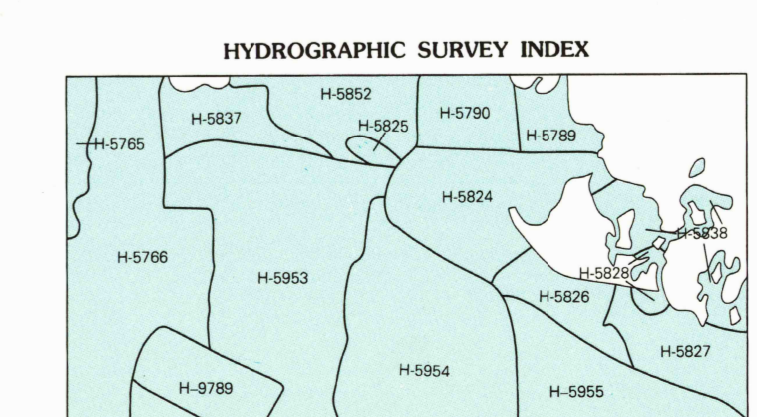 HYDROGRAPHIC SURVEY INDEX
H-5852
H-5837
H-5825
H-5790
H-5789
H-5765
H-5824
H-5838
H-5766
H-5953
H-5828
H-5826
H-5827
H-5954
H-9789
H-5955